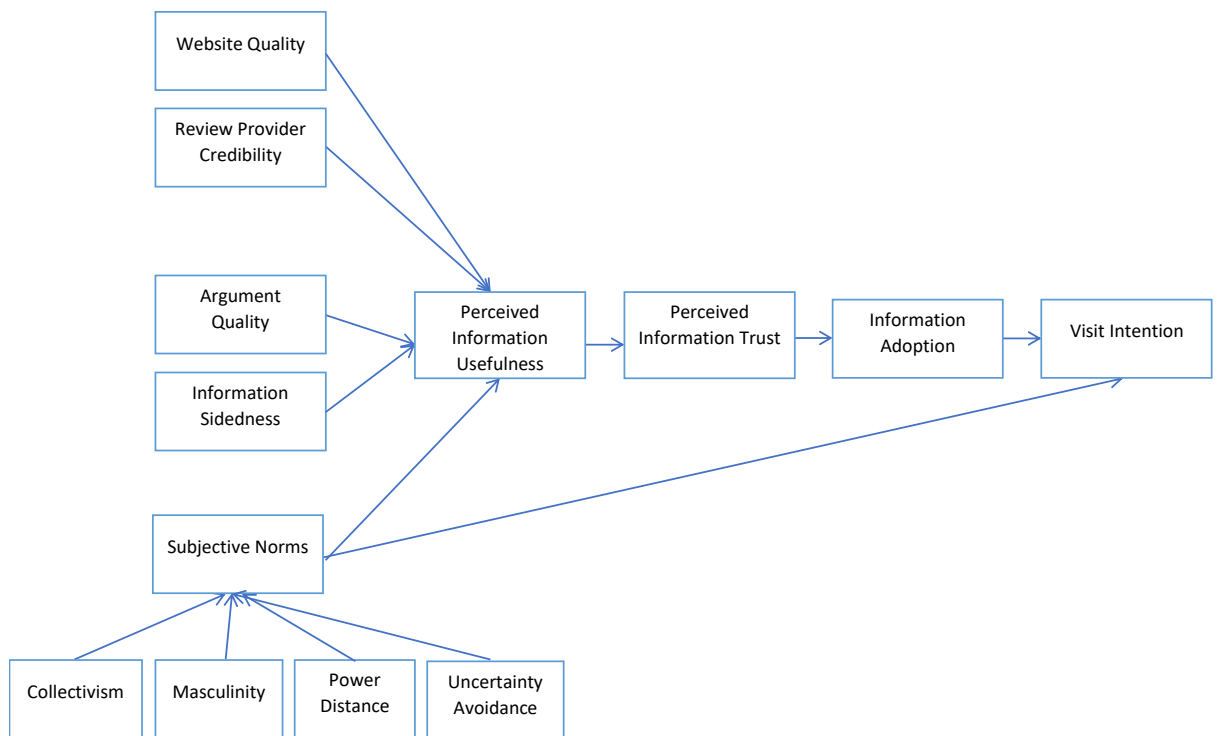 Website Quality
Review Provider
Credibility
Argument
Quality
Information
Sidedness
Perceived
Information
Usefulness
Perceived
Information Trust
Information
Adoption
Visit Intention
Subjective Norms
Collectivism
Masculinity
Power
Distance
Uncertainty
Avoidance